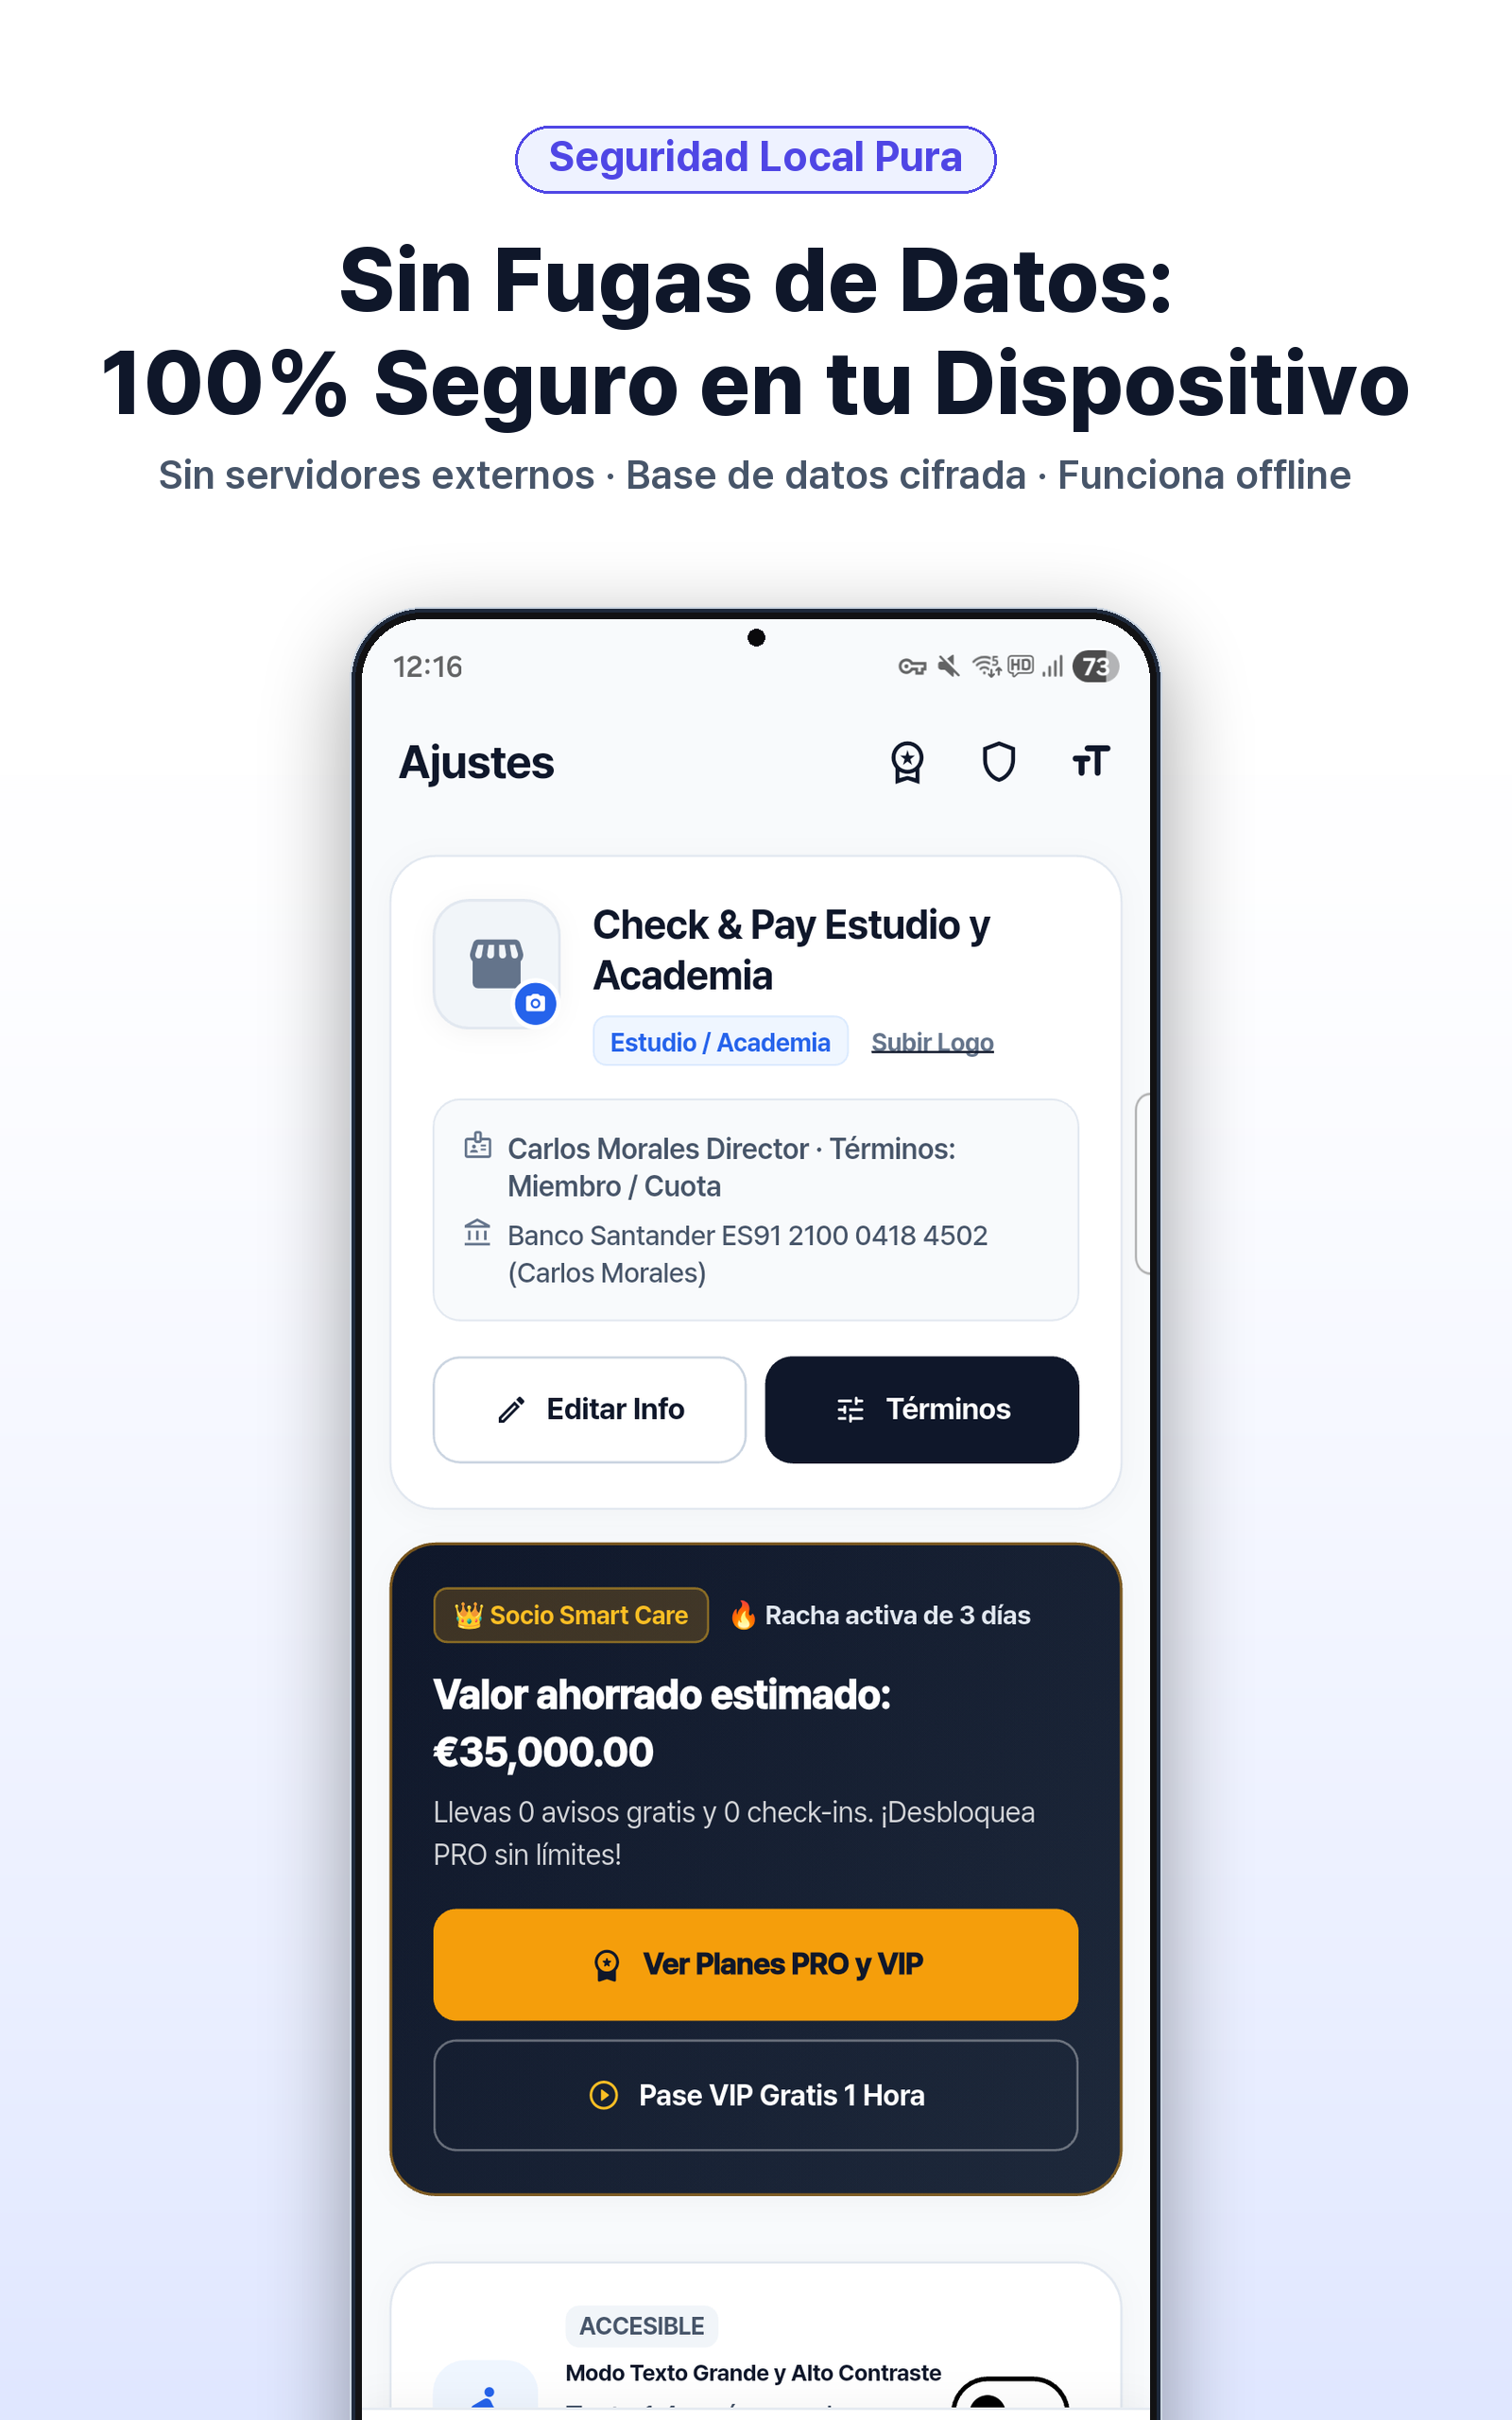 Seguridad Local Pura
Sin Fugas de Datos:
100% Seguro en tu Dispositivo
Sin servidores externos · Base de datos cifrada · Funciona offline
12:16
5 HD 73
Ajustes
Check & Pay Estudio y
Academia
Estudio / Academia Subir Logo
Carlos Morales Director · Términos:
Miembro / Cuota
Banco Santander ES91 2100 0418 4502
(Carlos Morales)
Editar Info Términos
👑 Socio Smart Care 🔥 Racha activa de 3 días
Valor ahorrado estimado:
€35,000.00
Llevas 0 avisos gratis y 0 check-ins. ¡Desbloquea
PRO sin límites!
Ver Planes PRO y VIP
Pase VIP Gratis 1 Hora
ACCESIBLE
Modo Texto Grande y Alto Contraste